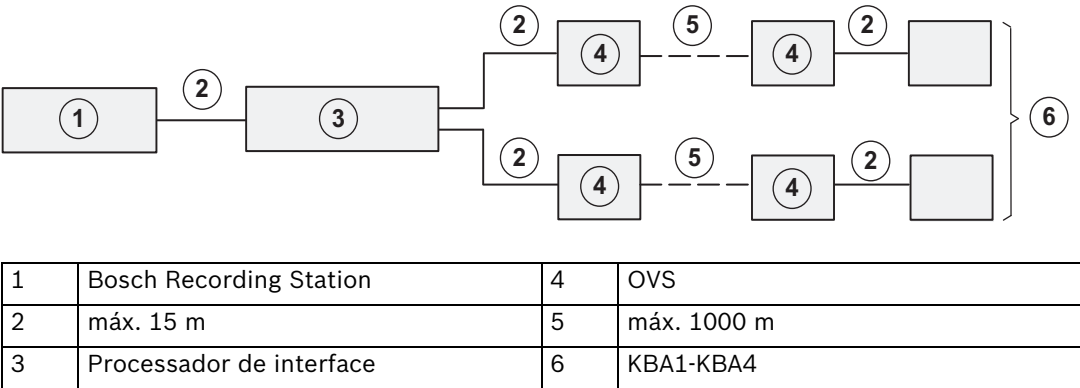 2 5 2
4 4
1 2 3 6
2 5 2
4 4
1 Bosch Recording Station 4 OVS
2 máx. 15 m 5 máx. 1000 m
3 Processador de interface 6 KBA1-KBA4